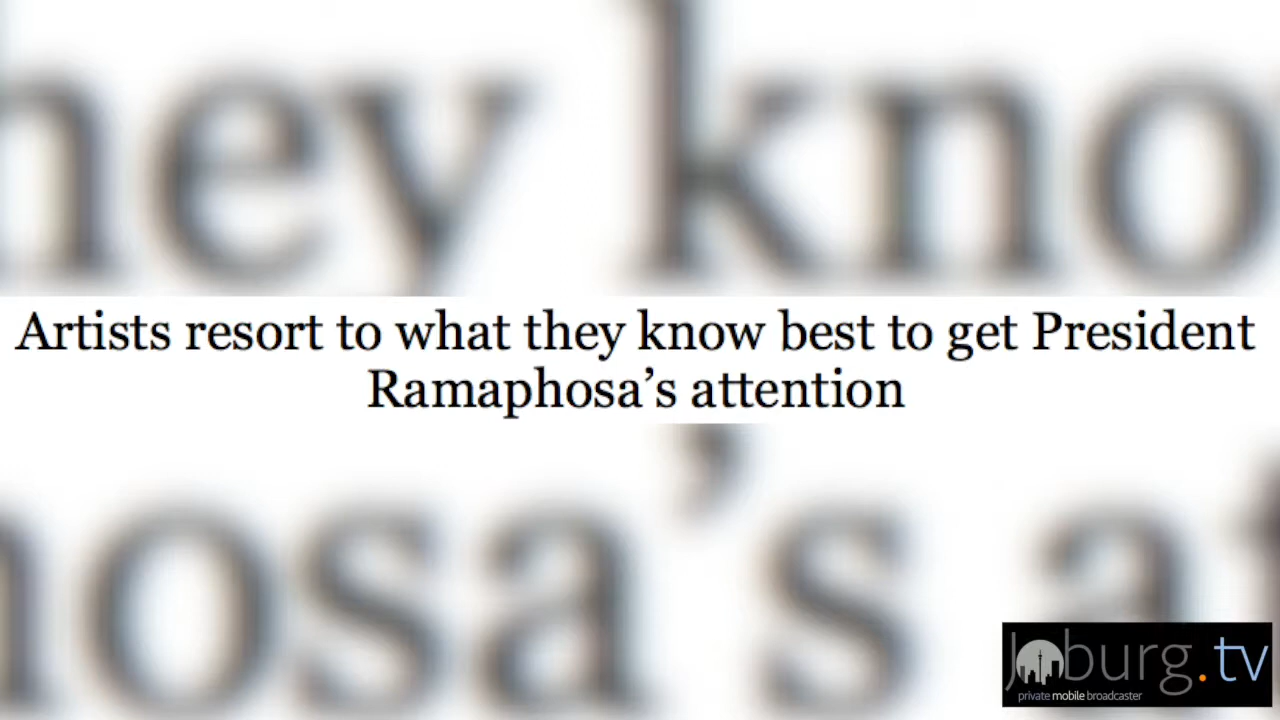 Artists resort to what they know best to get President
Ramaphosa’s attention
Joburg.tv
private mobile broadcaster